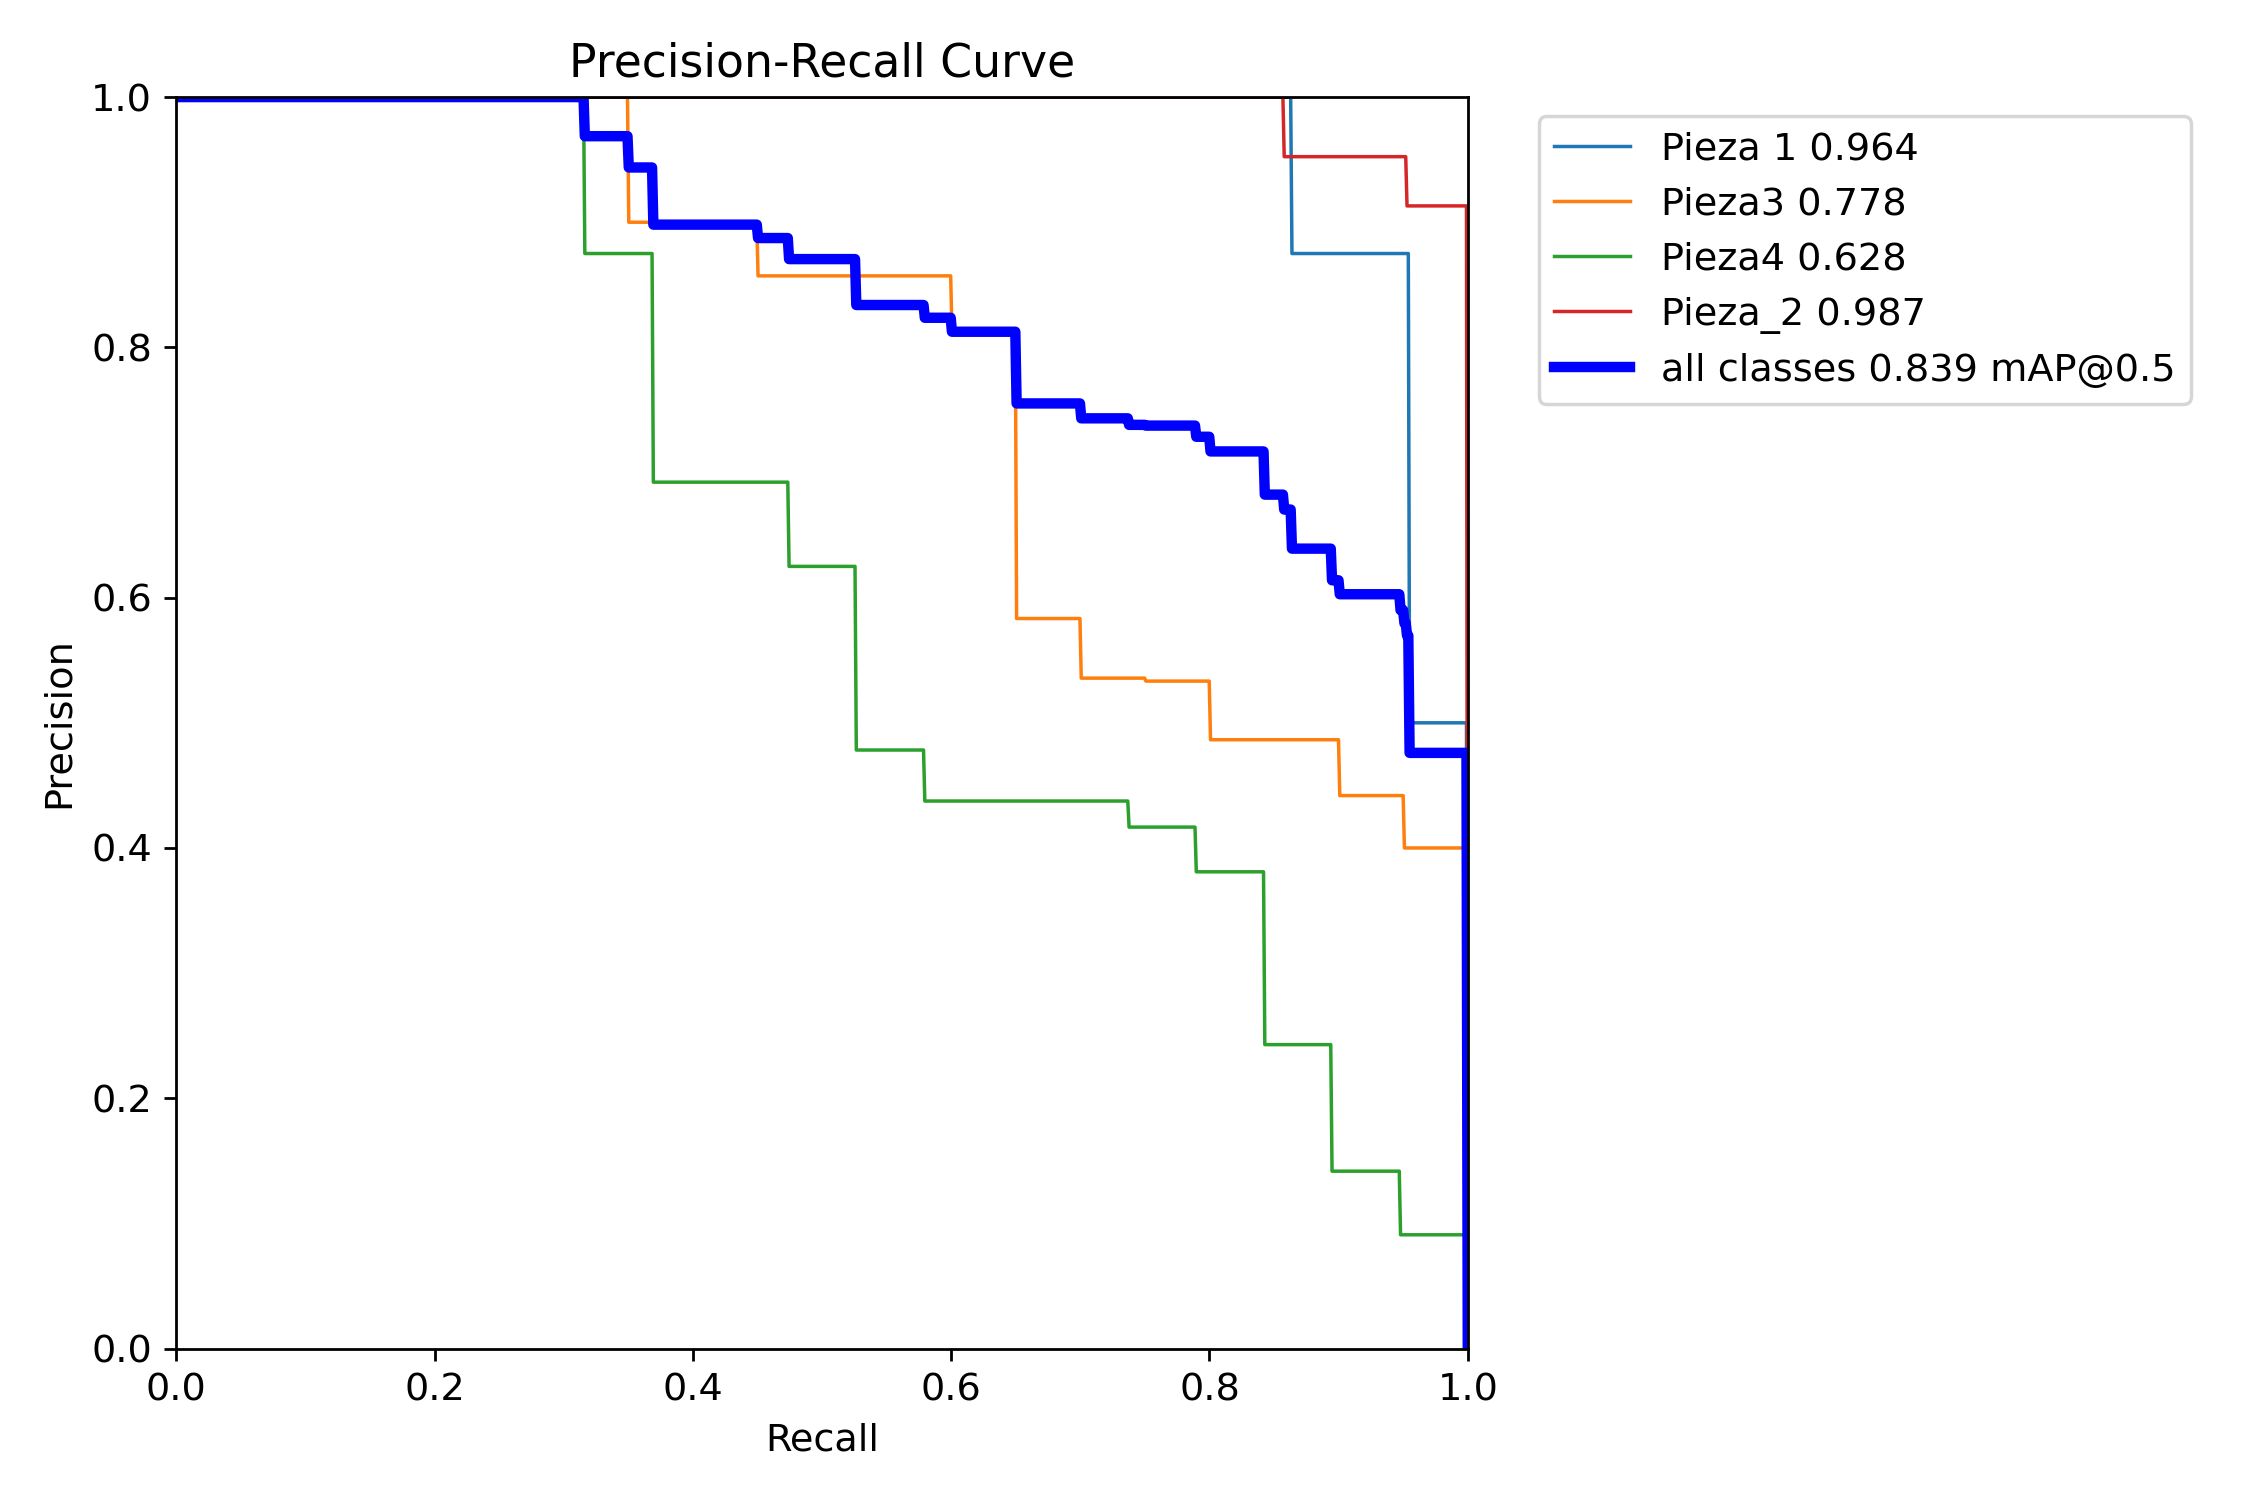 Precision-Recall Curve
1.0
0.8
0.6
0.4
0.2
0.0
Precision
0.0 0.2 0.4 0.6 0.8 1.0
Recall
Pieza 1 0.964
Pieza3 0.778
Pieza4 0.628
Pieza_2 0.987
all classes 0.839 mAP@0.5